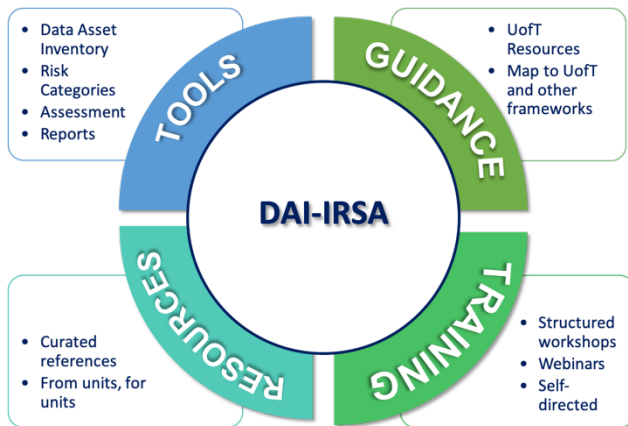 • Data Asset
Inventory
• Risk
Categories
• Assessment
• Reports
TOOLS
GUIDANCE
• UofT
Resources
• Map to UofT
and other
frameworks
DAI-IRSA
• Curated
references
• From units, for
units
RESOURCES
TRAINING
• Structured
workshops
• Webinars
• Self-
directed